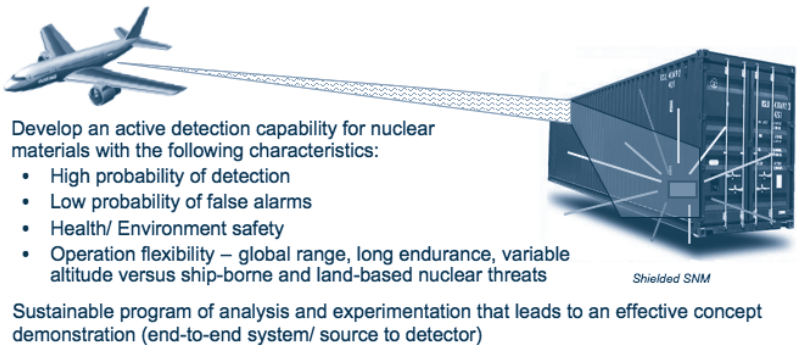 Develop an active detection capability for nuclear
materials with the following characteristics:
• High probability of detection
• Low probability of false alarms
• Health/ Environment safety
• Operation flexibility – global range, long endurance, variable
altitude versus ship-borne and land-based nuclear threats
Shielded SNM
Sustainable program of analysis and experimentation that leads to an effective concept
demonstration (end-to-end system/ source to detector)